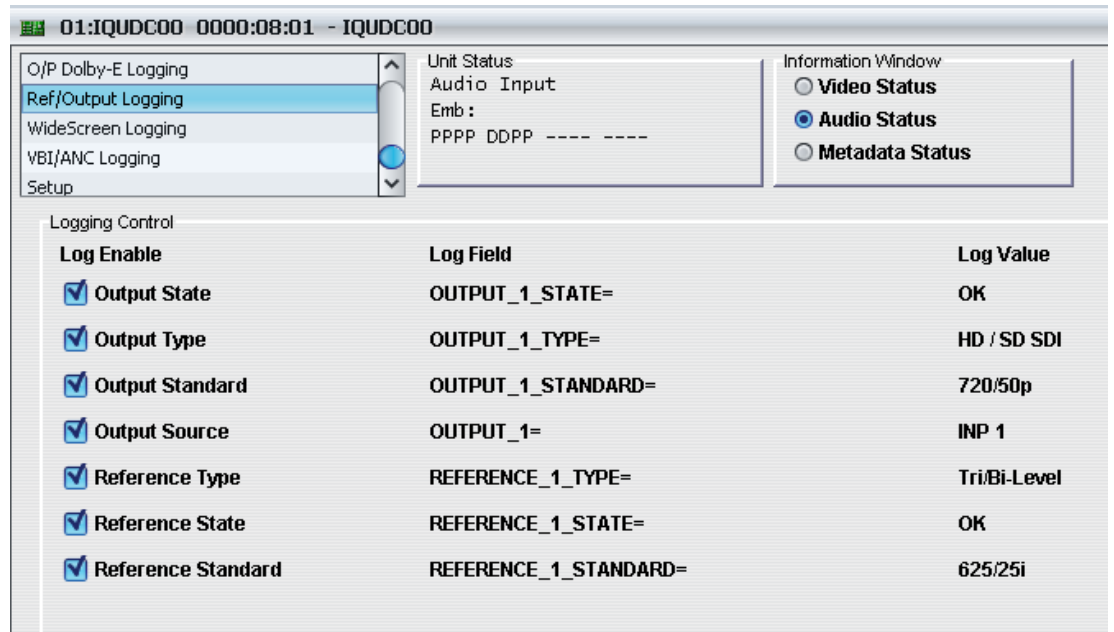 01:IQUDC00 0000:08:01 - IQUDC00
O/P Dolby-E Logging
Ref/Output Logging
WideScreen Logging
VBI/ANC Logging
Setup
Unit Status
Audio Input
Emb:
PPPP DDPP ---- ----
Information Window
Video Status
Audio Status
Metadata Status
Logging Control
Log Enable Log Field Log Value
Output State OUTPUT_1_STATE= OK
Output Type OUTPUT_1_TYPE= HD / SD SDI
Output Standard OUTPUT_1_STANDARD= 720/50p
Output Source OUTPUT_1= INP 1
Reference Type REFERENCE_1_TYPE= Tri/Bi-Level
Reference State REFERENCE_1_STATE= OK
Reference Standard REFERENCE_1_STANDARD= 625/25i